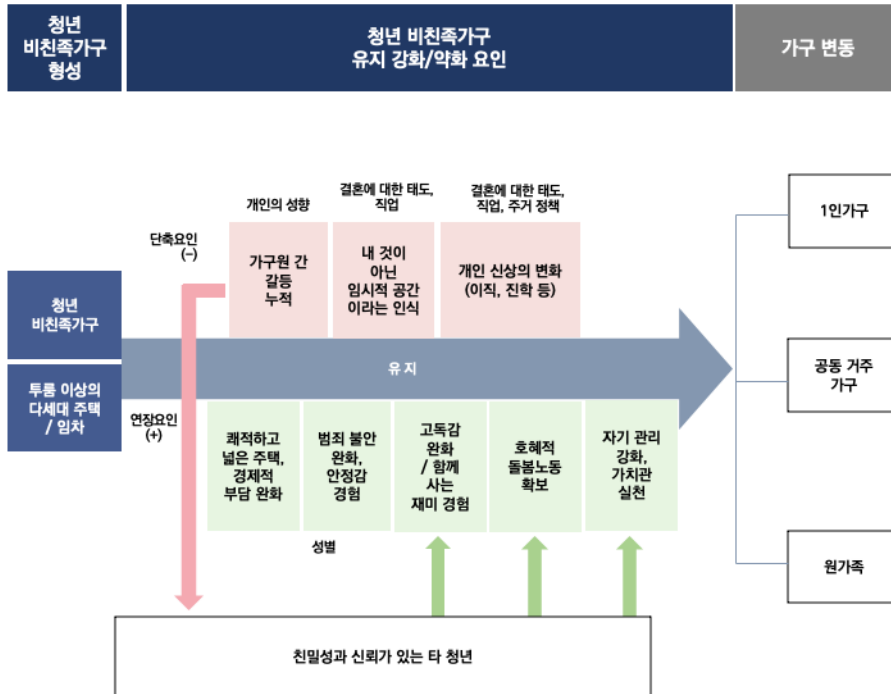 청년
비친족가구
형성
청년 비친족가구
유지 강화/약화 요인
가구 변동
개인의 성향
결혼에 대한 태도,
직업
결혼에 대한 태도,
직업, 주거 정책
단축요인
(−)
가구원 간
갈등
누적
내 것이
아닌
임시적 공간
이라는 인식
개인 신상의 변화
(이직, 진학 등)
1인가구
청년
비친족가구
유지
공동 거주
가구
투룸 이상의
다세대 주택
/ 임차
연장요인
(+)
쾌적하고
넓은 주택,
경제적
부담 완화
범죄 불안
완화,
안정감
경험
고독감
완화
/ 함께
사는
재미 경험
호혜적
돌봄노동
확보
자기 관리
강화,
가치관
실천
성별
원가족
친밀성과 신뢰가 있는 타 청년